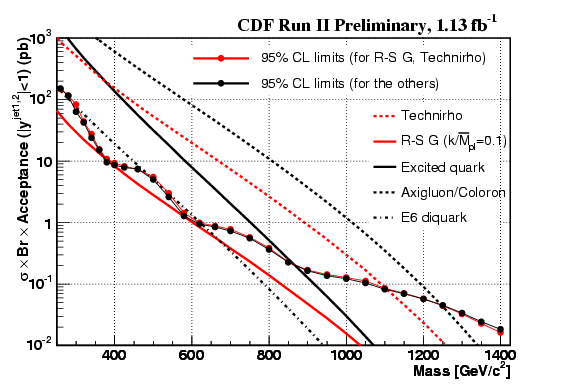 CDF Run II Preliminary, 1.13 fb⁻¹
σ × Br × Acceptance (|y^jet1,2|<1) (pb)
10³
10²
10
1
10⁻¹
10⁻²
95% CL limits (for R-S G, Technirho)
95% CL limits (for the others)
Technirho
R-S G (k/M̅pl=0.1)
Excited quark
Axigluon/Coloron
E6 diquark
400 600 800 1000 1200 1400
Mass [GeV/c²]